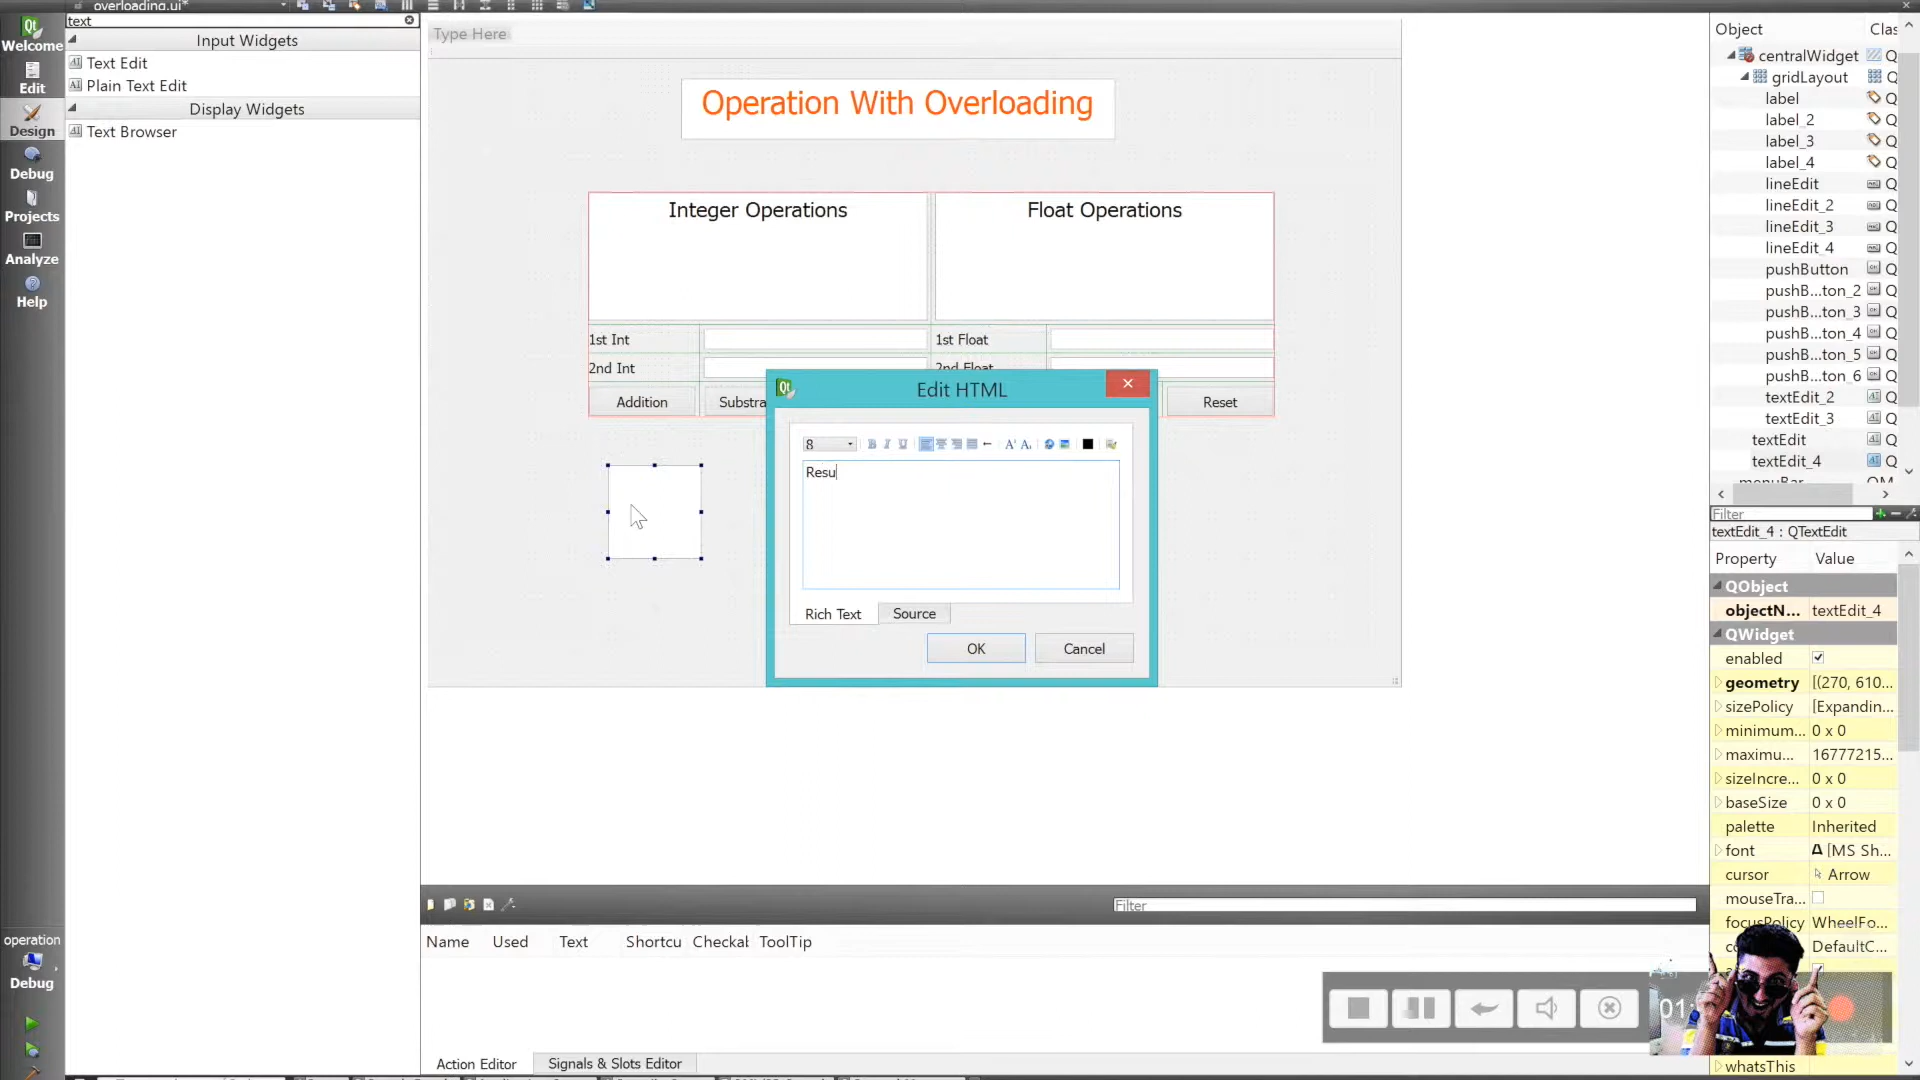 overloading.ui*
text
Welcome
Edit
Design
Debug
Projects
Analyze
Help
operation
Debug
Input Widgets
Text Edit
Plain Text Edit
Display Widgets
Text Browser
Type Here
Operation With Overloading
Integer Operations
Float Operations
1st Int
1st Float
2nd Int
2nd Float
Addition
Substra
Reset
Edit HTML
8
Resu
Rich Text
Source
OK
Cancel
Filter
Name
Used
Text
Shortcu
Checkal
ToolTip
Action Editor
Signals & Slots Editor
Object
Clas
centralWidget
gridLayout
label
label_2
label_3
label_4
lineEdit
lineEdit_2
lineEdit_3
lineEdit_4
pushButton
pushB...ton_2
pushB...ton_3
pushB...ton_4
pushB...ton_5
pushB...ton_6
textEdit_2
textEdit_3
textEdit
textEdit_4
Filter
textEdit_4 : QTextEdit
Property Value
QObject
objectN... textEdit_4
QWidget
enabled
geometry [(270, 610...
sizePolicy [Expandin...
minimum... 0 x 0
maximu... 16777215...
sizeIncre... 0 x 0
baseSize 0 x 0
palette Inherited
font A [MS Sh...
cursor Arrow
mouseTra...
focusPolicy WheelFo...
DefaultC...
whatsThis
01: